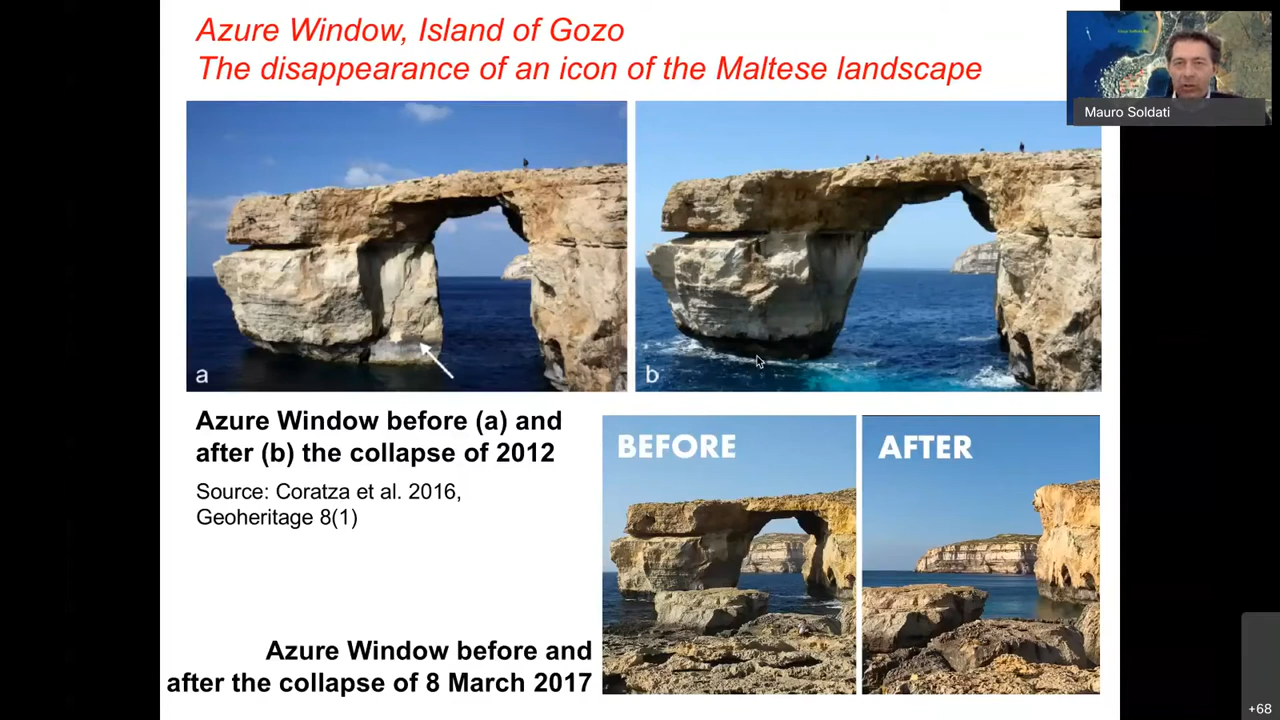 Azure Window, Island of Gozo
The disappearance of an icon of the Maltese landscape
Mauro Soldati
a
b
Azure Window before (a) and
after (b) the collapse of 2012
Source: Coratza et al. 2016,
Geoheritage 8(1)
BEFORE
AFTER
Azure Window before and
after the collapse of 8 March 2017
+68